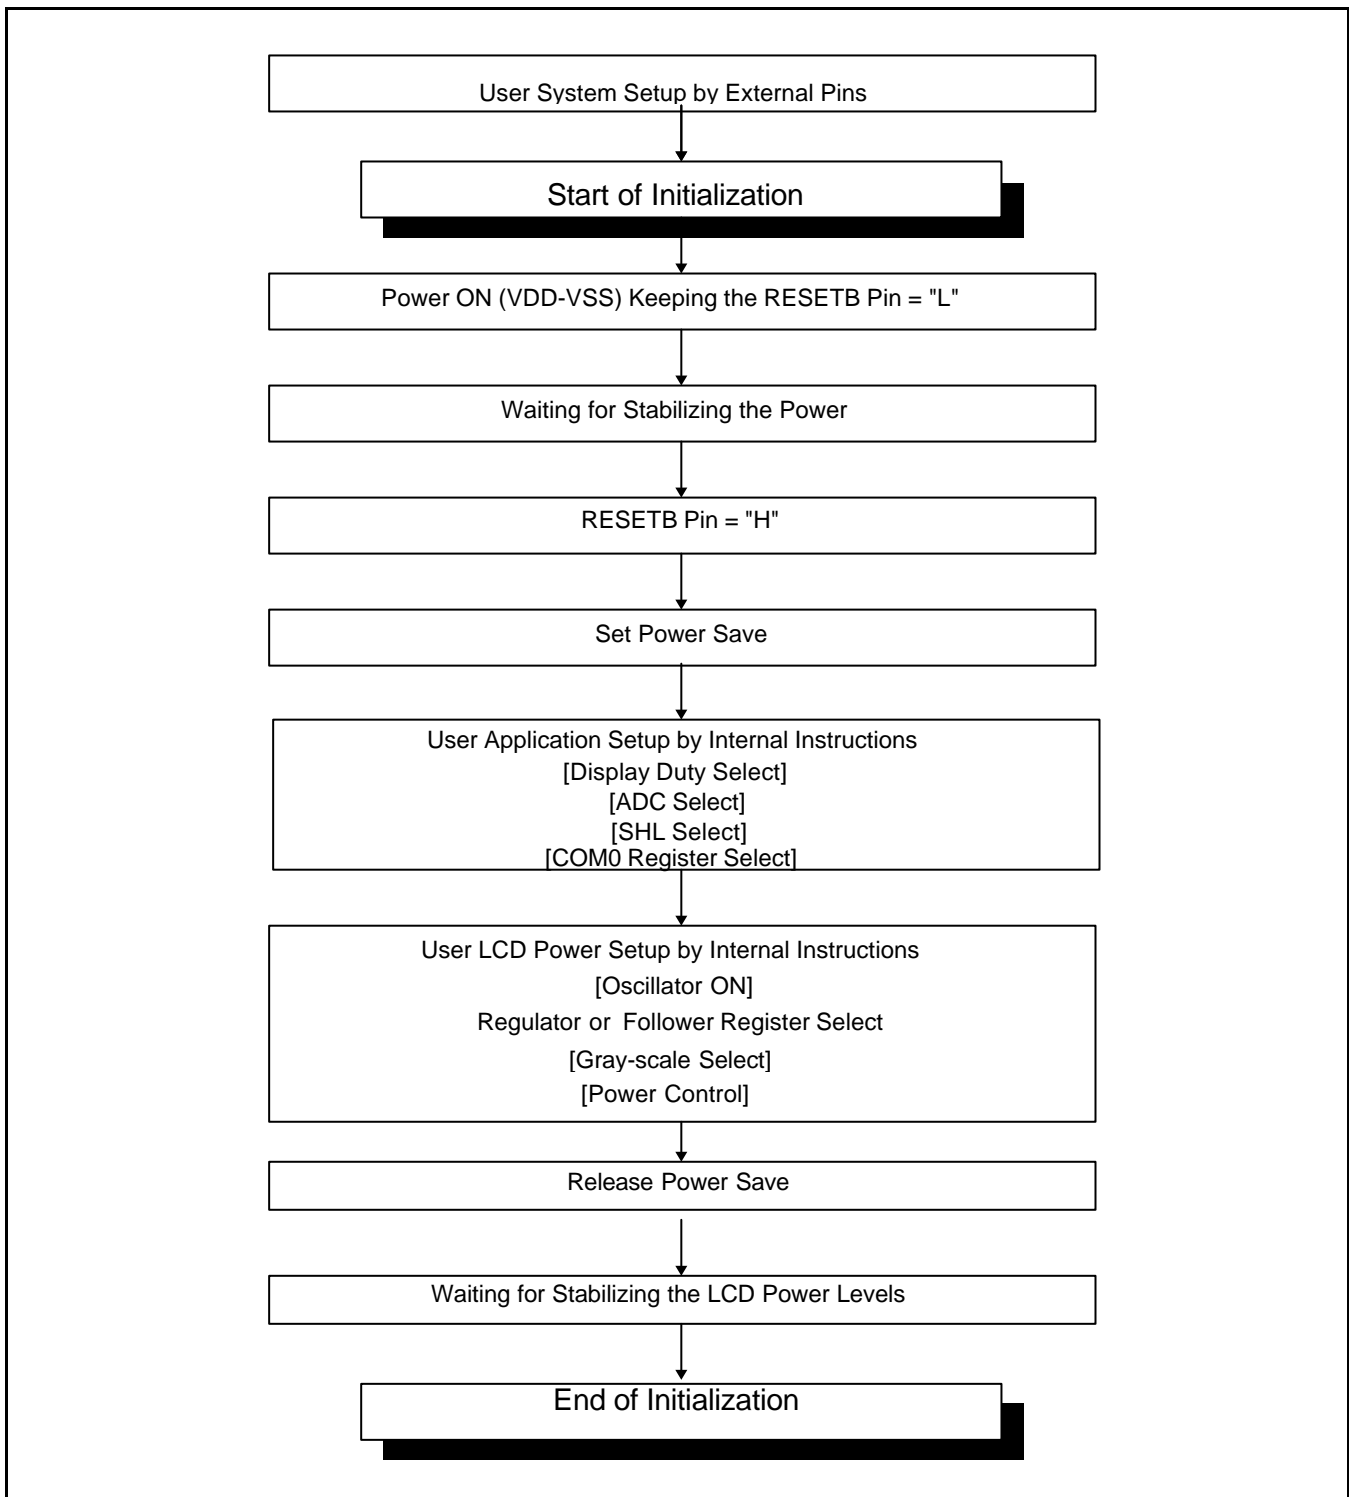 User System Setup by External Pins
Start of Initialization
Power ON (VDD-VSS) Keeping the RESETB Pin = "L"
Waiting for Stabilizing the Power
RESETB Pin = "H"
Set Power Save
User Application Setup by Internal Instructions
[Display Duty Select]
[ADC Select]
[SHL Select]
[COM0 Register Select]
User LCD Power Setup by Internal Instructions
[Oscillator ON]
Regulator or Follower Register Select
[Gray-scale Select]
[Power Control]
Release Power Save
Waiting for Stabilizing the LCD Power Levels
End of Initialization